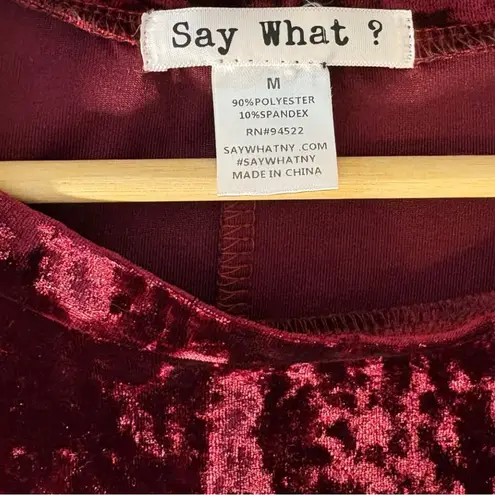 Say What ?
M
90%POLYESTER
10%SPANDEX
RN#94522
SAYWHATNY .COM
#SAYWHATNY
MADE IN CHINA